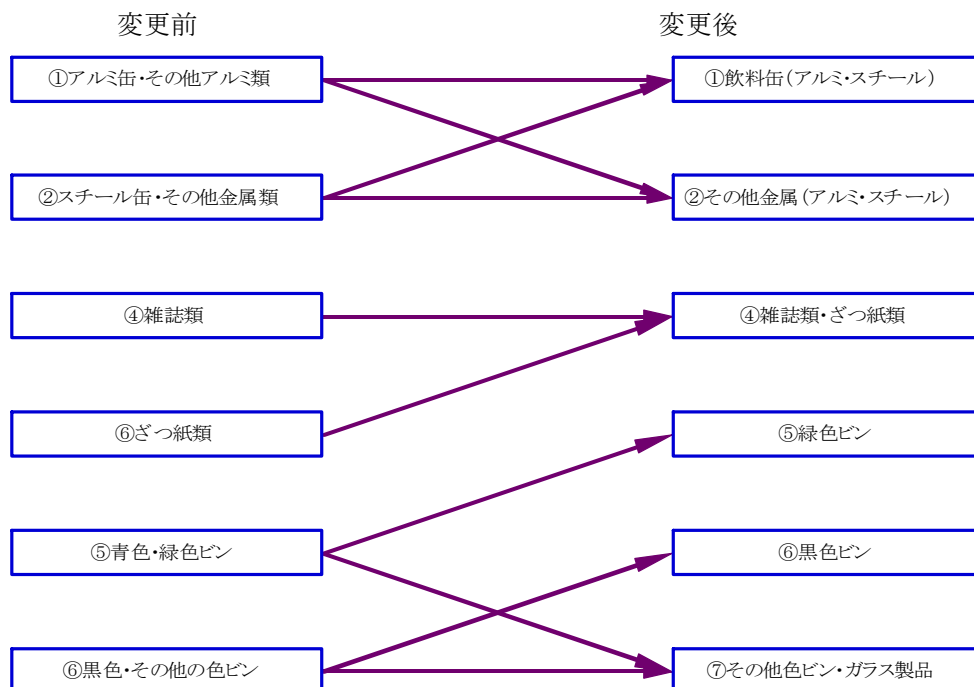 変更前
変更後
①アルミ缶・その他アルミ類
①飲料缶(アルミ・スチール)
②スチール缶・その他金属類
②その他金属(アルミ・スチール)
④雑誌類
④雑誌類・ざつ紙類
⑥ざつ紙類
⑤緑色ビン
⑤青色・緑色ビン
⑥黒色ビン
⑥黒色・その他の色ビン
⑦その他色ビン・ガラス製品